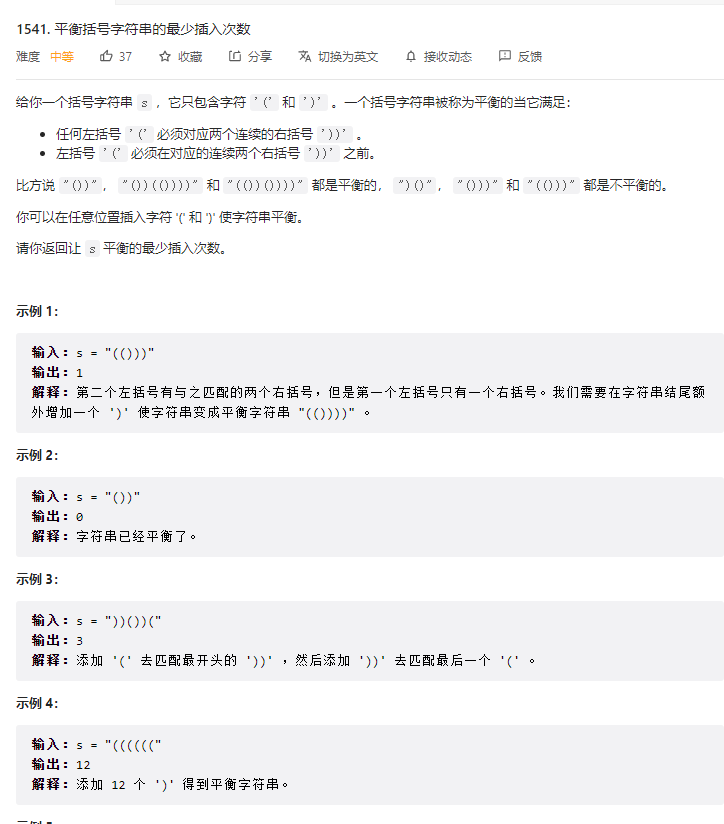 1541. 平衡括号字符串的最少插入次数
难度 中等 37 收藏 分享 切换为英文 接收动态 反馈
给你一个括号字符串 s ，它只包含字符 '(' 和 ')' 。一个括号字符串被称为平衡的当它满足：
任何左括号 '(' 必须对应两个连续的右括号 '))' 。
左括号 '(' 必须在对应的连续两个右括号 '))' 之前。
比方说 "())"， "())(())))" 和 "(())())))" 都是平衡的， ")()"， "()))" 和 "(()))" 都是不平衡的。
你可以在任意位置插入字符 '(' 和 ')' 使字符串平衡。
请你返回让 s 平衡的最少插入次数。
示例 1：
输入：s = "(()))"
输出：1
解释：第二个左括号有与之匹配的两个右括号，但是第一个左括号只有一个右括号。我们需要在字符串结尾额
外增加一个 ')' 使字符串变成平衡字符串 "(())))" 。
示例 2：
输入：s = "())"
输出：0
解释：字符串已经平衡了。
示例 3：
输入：s = "))())("
输出：3
解释：添加 '(' 去匹配最开头的 '))' ，然后添加 '))' 去匹配最后一个 '(' 。
示例 4：
输入：s = "(((((("
输出：12
解释：添加 12 个 ')' 得到平衡字符串。